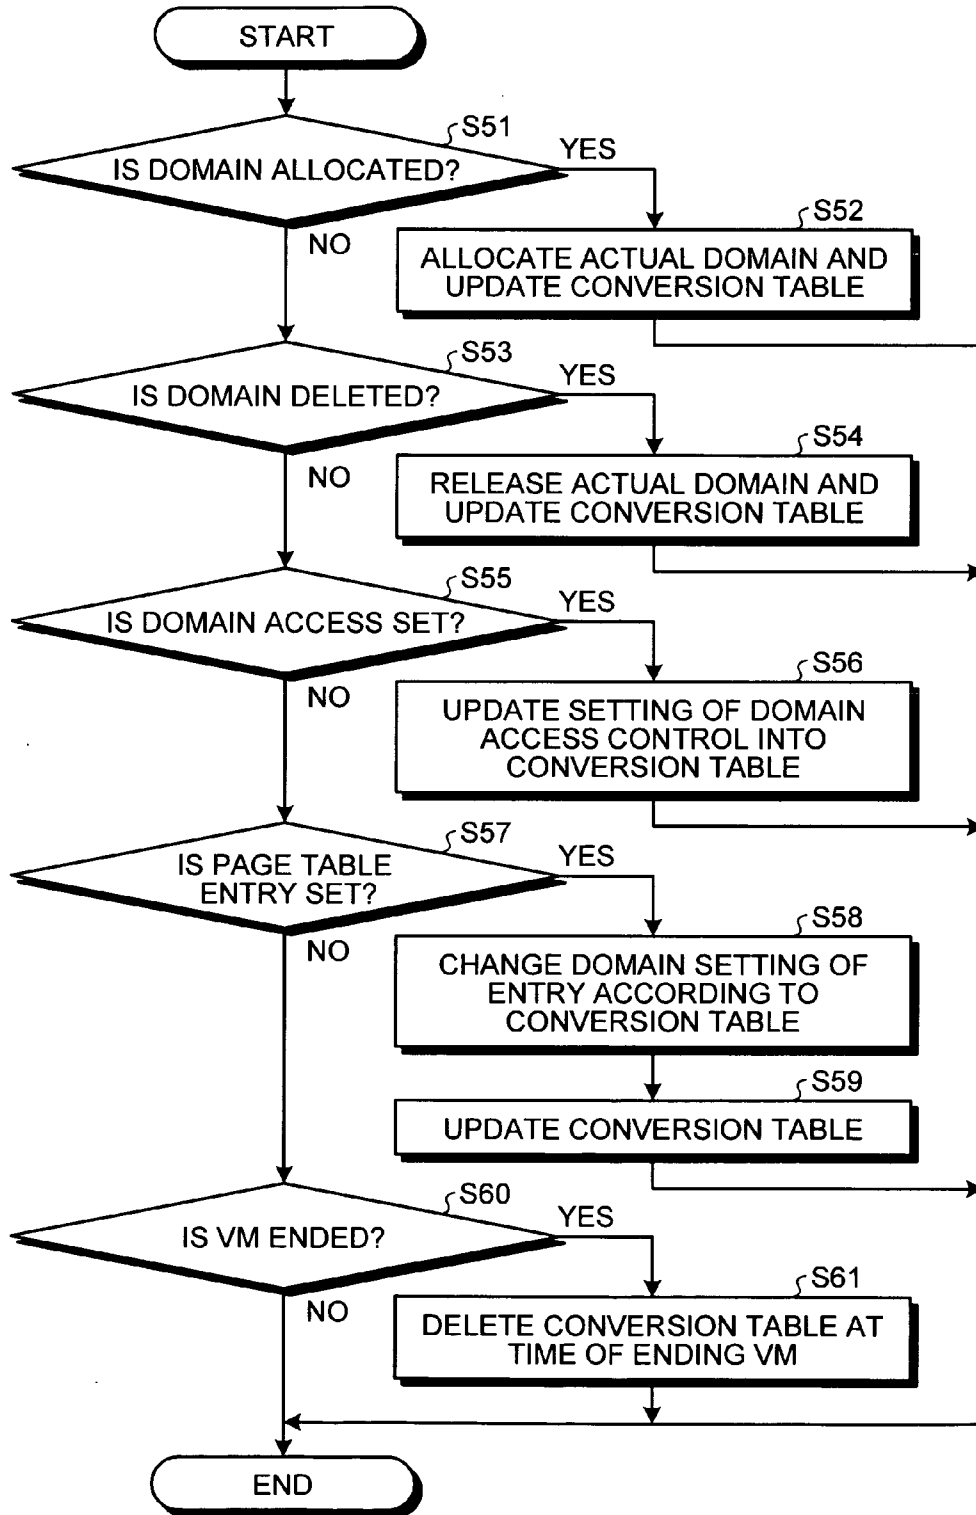 START
S51
IS DOMAIN ALLOCATED?
YES
NO
S52
ALLOCATE ACTUAL DOMAIN AND
UPDATE CONVERSION TABLE
S53
IS DOMAIN DELETED?
YES
NO
S54
RELEASE ACTUAL DOMAIN AND
UPDATE CONVERSION TABLE
S55
IS DOMAIN ACCESS SET?
YES
NO
S56
UPDATE SETTING OF DOMAIN
ACCESS CONTROL INTO
CONVERSION TABLE
S57
IS PAGE TABLE
ENTRY SET?
YES
NO
S58
CHANGE DOMAIN SETTING OF
ENTRY ACCORDING TO
CONVERSION TABLE
S59
UPDATE CONVERSION TABLE
S60
IS VM ENDED?
YES
NO
S61
DELETE CONVERSION TABLE AT
TIME OF ENDING VM
END